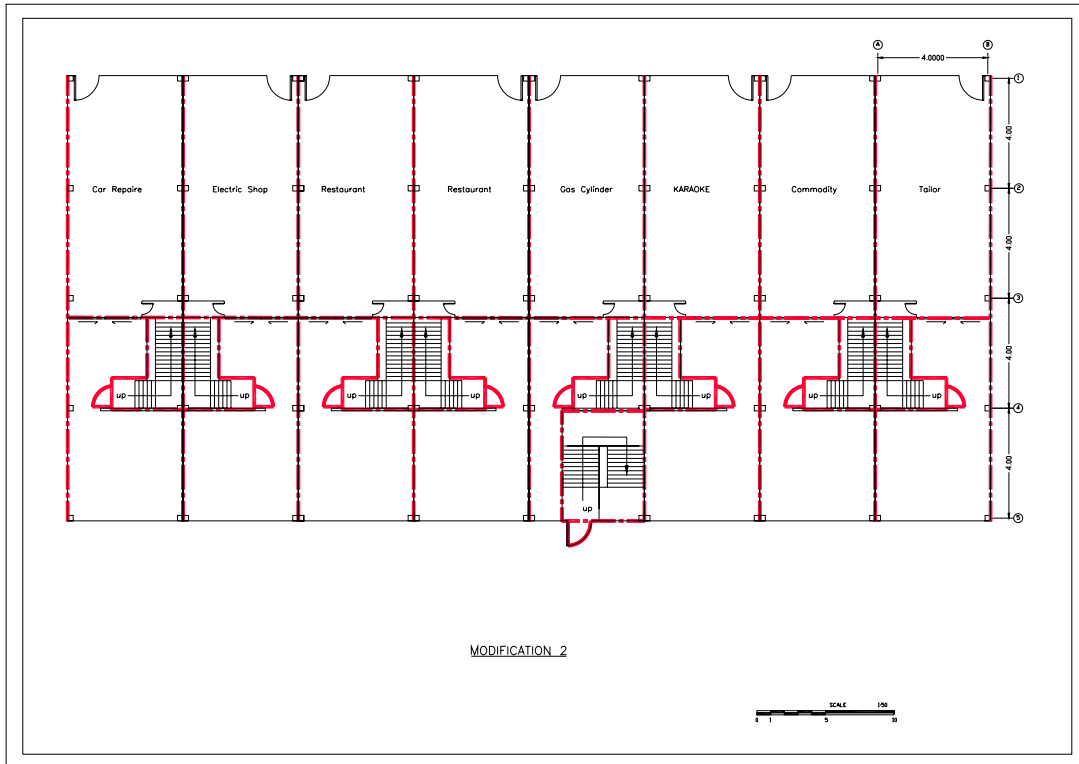 A B
4.0000
1
4.00
Car Repaire Electric Shop Restaurant Restaurant Gas Cylinder KARAOKE Commodity Tailor
2
4.00
3
4.00
up up up up up up up up
4
4.00
up
5
MODIFICATION 2
SCALE 1:50
0 1 5 10